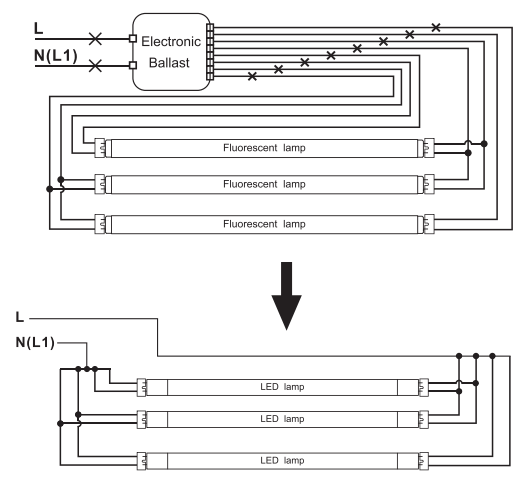 L
N(L1)
Electronic
Ballast
Fluorescent lamp
Fluorescent lamp
Fluorescent lamp
L
N(L1)
LED lamp
LED lamp
LED lamp